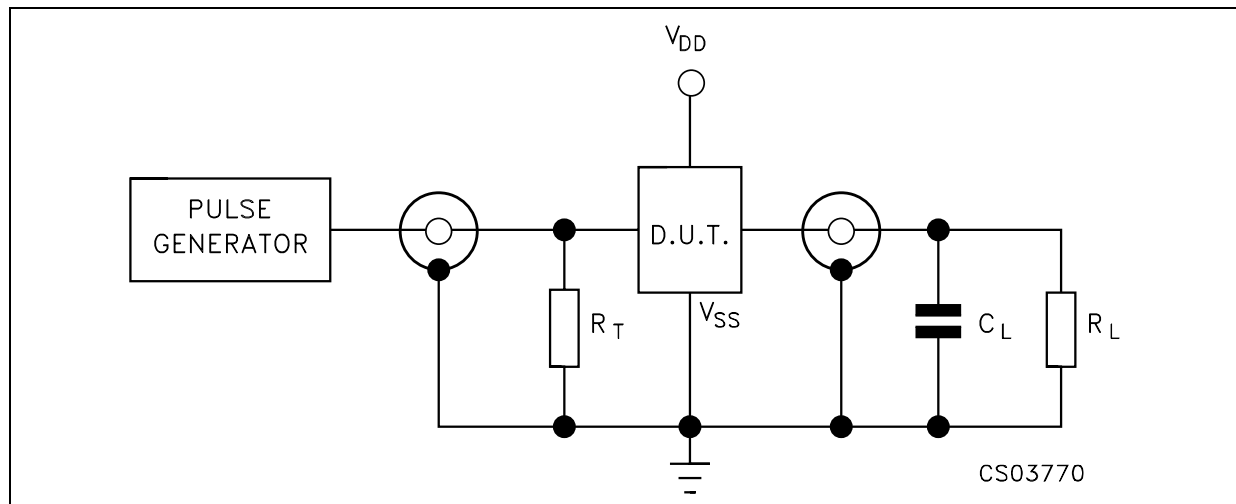 VDD
PULSE
GENERATOR
D.U.T.
VSS
RT
CL
RL
CS03770